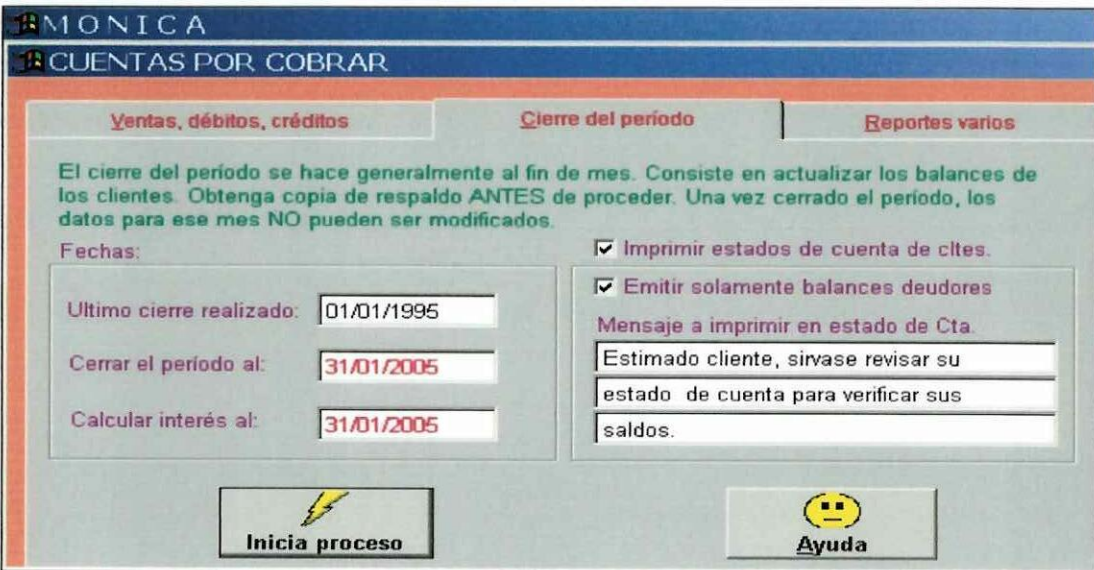 MONICA
CUENTAS POR COBRAR
Ventas, débitos, créditos
Cierre del período
Reportes varios
El cierre del período se hace generalmente al fin de mes. Consiste en actualizar los balances de
los clientes. Obtenga copia de respaldo ANTES de proceder. Una vez cerrado el período, los
datos para ese mes NO pueden ser modificados.
Fechas:
Ultimo cierre realizado: 01/01/1995
Cerrar el período al: 31/01/2005
Calcular interés al: 31/01/2005
Imprimir estados de cuenta de cltes.
Emitir solamente balances deudores
Mensaje a imprimir en estado de Cta.
Estimado cliente, sirvase revisar su
estado de cuenta para verificar sus
saldos.
Inicia proceso
Ayuda